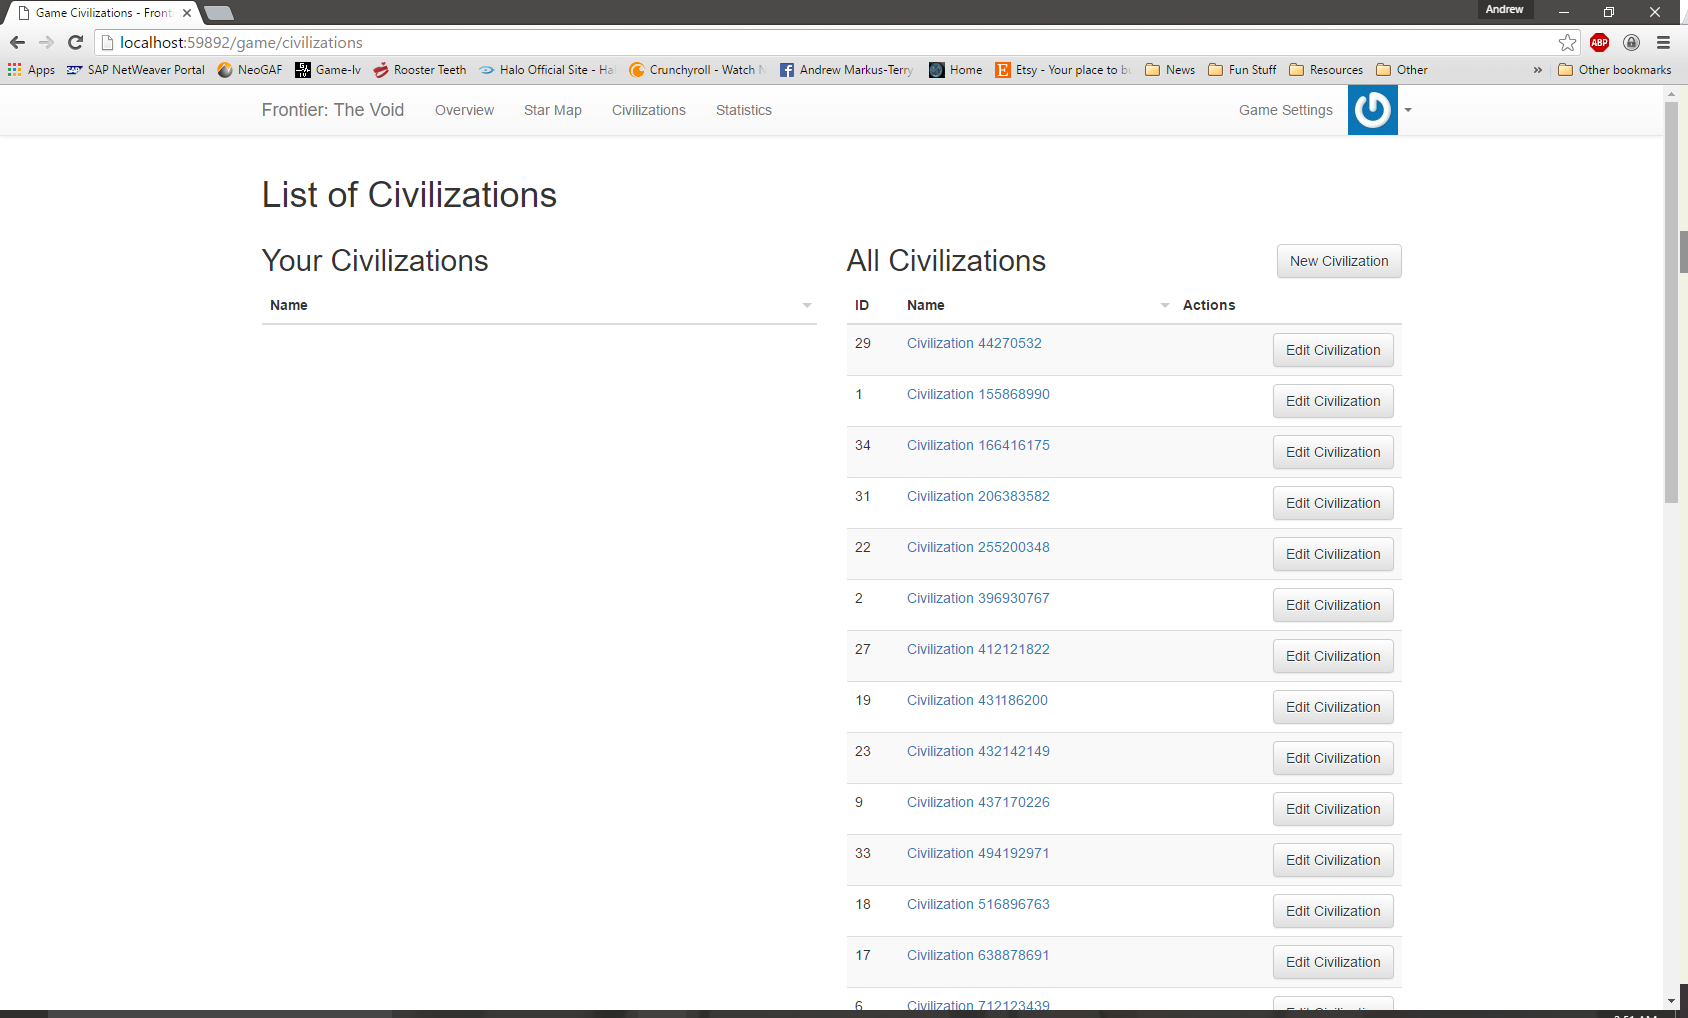 Game Civilizations - Front
Andrew
localhost:59892/game/civilizations
ABP
Apps SAP NetWeaver Portal NeoGAF Game-lv Rooster Teeth Halo Official Site - Ha Crunchyroll - Watch N Andrew Markus-Terry Home Etsy - Your place to bu News Fun Stuff Resources Other » Other bookmarks
Frontier: The Void Overview Star Map Civilizations Statistics Game Settings
List of Civilizations
Your Civilizations
Name
All Civilizations New Civilization
ID Name Actions
29 Civilization 44270532 Edit Civilization
1 Civilization 155868990 Edit Civilization
34 Civilization 166416175 Edit Civilization
31 Civilization 206383582 Edit Civilization
22 Civilization 255200348 Edit Civilization
2 Civilization 396930767 Edit Civilization
27 Civilization 412121822 Edit Civilization
19 Civilization 431186200 Edit Civilization
23 Civilization 432142149 Edit Civilization
9 Civilization 437170226 Edit Civilization
33 Civilization 494192971 Edit Civilization
18 Civilization 516896763 Edit Civilization
17 Civilization 638878691 Edit Civilization
6 Civilization 712123439 Edit Civilization